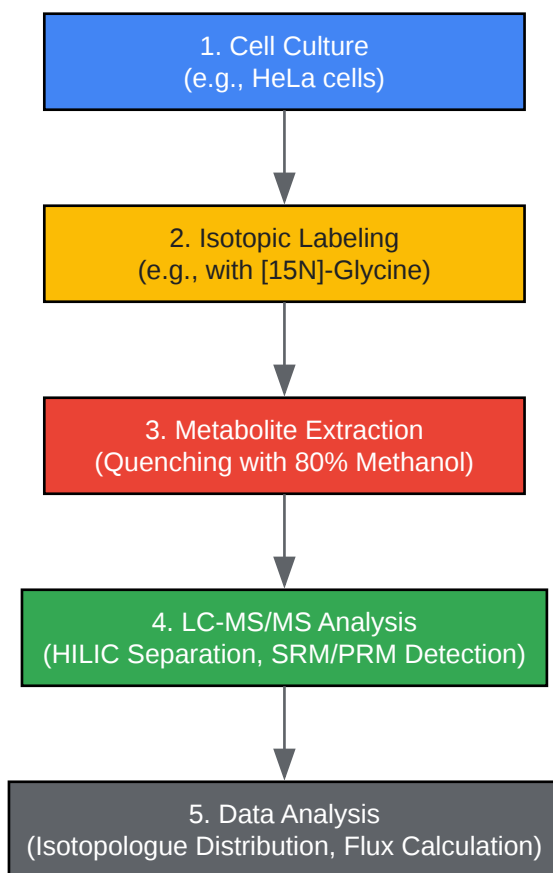 1. Cell Culture
(e.g., HeLa cells)
2. Isotopic Labeling
(e.g., with [15N]-Glycine)
3. Metabolite Extraction
(Quenching with 80% Methanol)
4. LC-MS/MS Analysis
(HILIC Separation, SRM/PRM Detection)
5. Data Analysis
(Isotopologue Distribution, Flux Calculation)